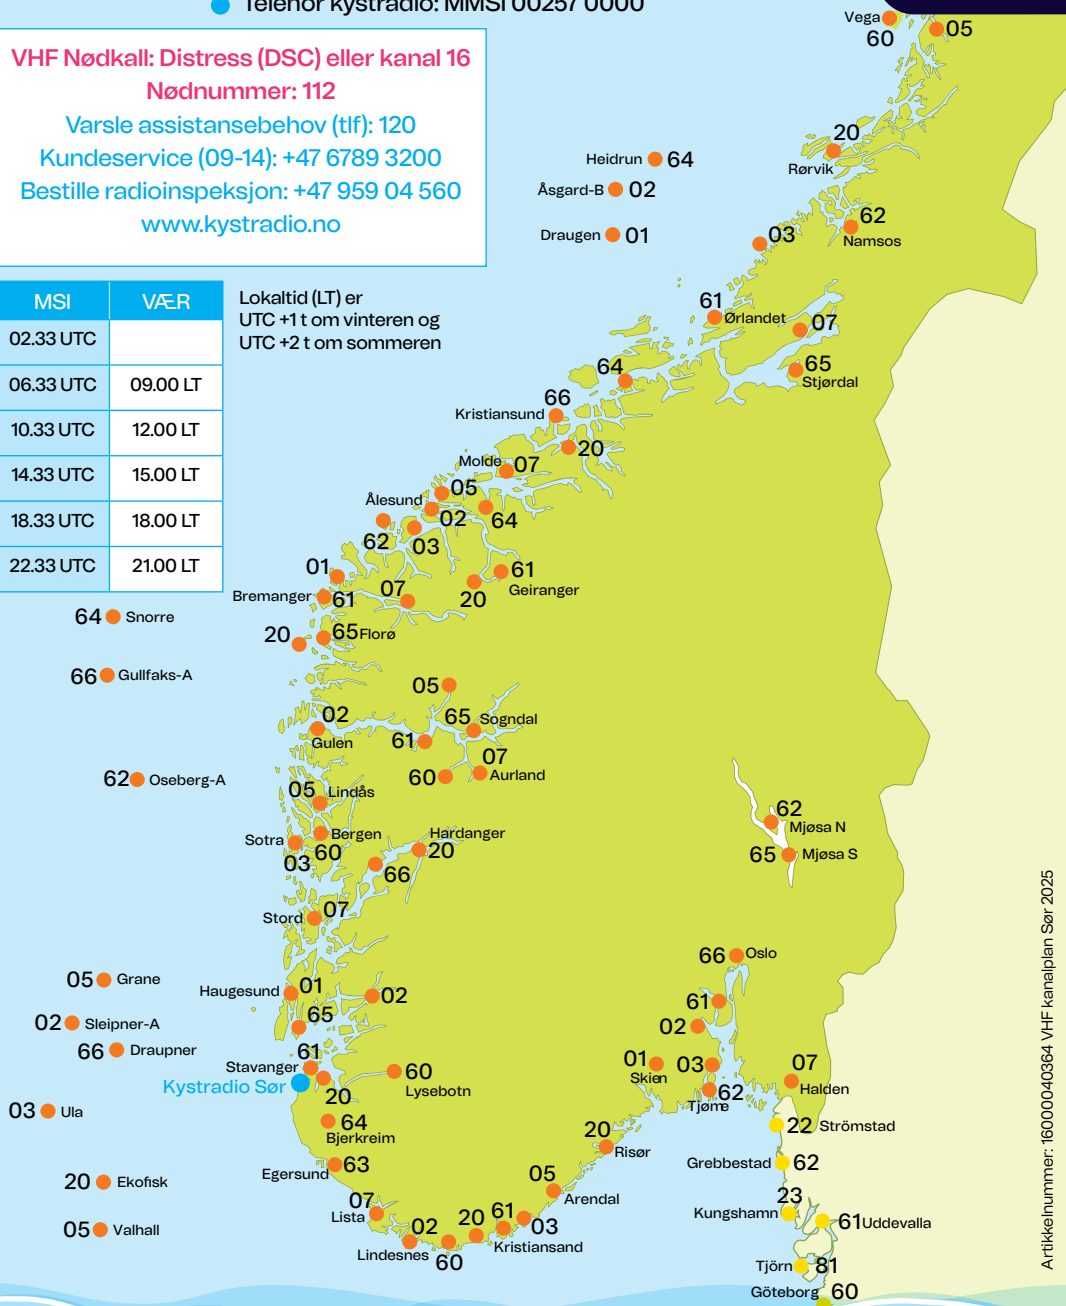 Telenor kystradio: MMSI 00257 0000
VHF Nødkall: Distress (DSC) eller kanal 16
Nødnummer: 112
Varsle assistansebehov (tlf): 120
Kundeservice (09-14): +47 6789 3200
Bestille radioinspeksjon: +47 959 04 560
www.kystradio.no
MSI VÆR
02.33 UTC
06.33 UTC 09.00 LT
10.33 UTC 12.00 LT
14.33 UTC 15.00 LT
18.33 UTC 18.00 LT
22.33 UTC 21.00 LT
Lokaltid (LT) er
UTC +1 t om vinteren og
UTC +2 t om sommeren
Vega
60
05
20
Rørvik
Heidrun 64
Åsgard-B 02
Draugen 01
62
Namsos
03
61
Ørlandet
07
65
Stjørdal
64
66
Kristiansund
20
Molde 07
05
Ålesund
02
64
62
03
01
61
Geiranger
20
07
Bremanger 61
64 Snorre
20
65 Florø
66 Gullfaks-A
05
02
Gulen
65 Sogndal
61
07
Aurland
60
62 Oseberg-A
05 Lindås
Bergen
60
Sotra
03
Hardanger
20
66
62
Mjøsa N
65 Mjøsa S
Stord 07
66 Oslo
05 Grane
Haugesund 01
02
61
02 Sleipner-A
65
02
66 Draupner
61
Stavanger
Kystradio Sør
20
60
Lysebotn
01
Skien
03
62
Tjøme
07
Halden
03 Ula
64
Bjerkreim
22 Strömstad
20
Risør
63
Egersund
Grebbestad 62
20 Ekofisk
05
Arendal
07
Lista
23
Kungshamn
61 Uddevalla
05 Valhall
02
Lindesnes
60
20
61
03
Kristiansand
Tjörn 81
Göteborg 60
Artikkelnummer: 16000040364 VHF kanalplan Sør 2025